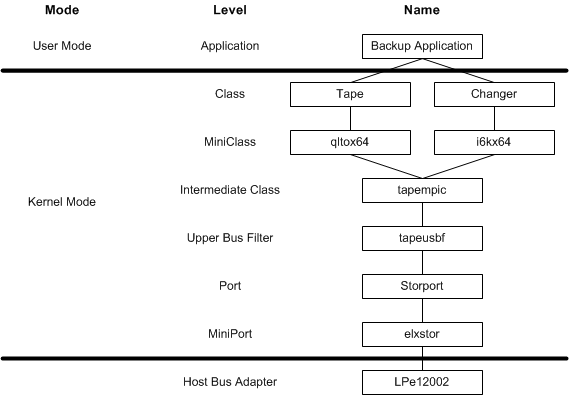 Mode Level Name
User Mode Application Backup Application
Class Tape Changer
MiniClass qltox64 i6kx64
Intermediate Class tapempic
Kernel Mode
Upper Bus Filter tapeusbf
Port Storport
MiniPort elxstor
Host Bus Adapter LPe12002